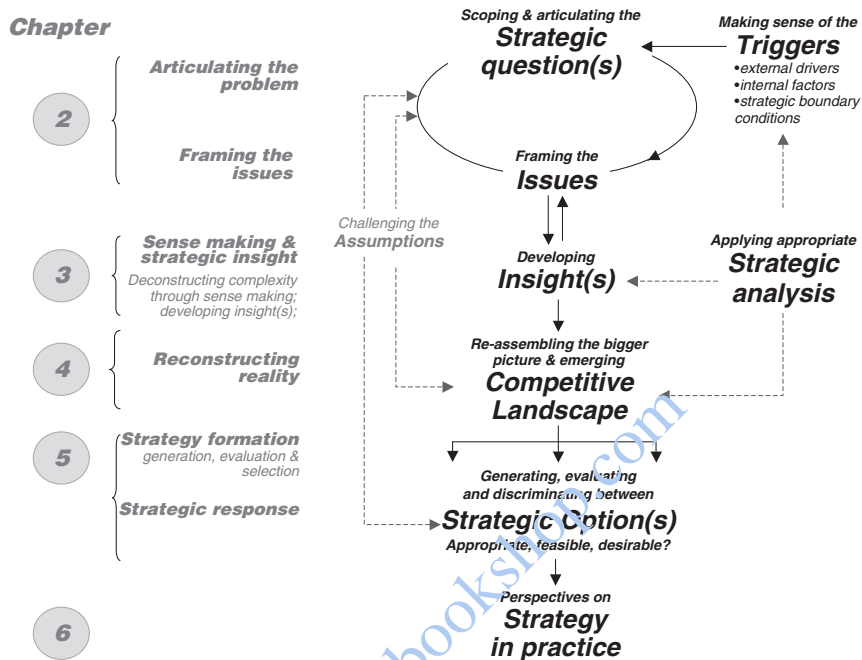 Chapter
2
Articulating the
problem
Framing the
issues
3
Sense making &
strategic insight
Deconstructing complexity
through sense making;
developing insight(s);
4
Reconstructing
reality
5
Strategy formation
generation, evaluation &
selection
Strategic response
6
Scoping & articulating the
Strategic
question(s)
Making sense of the
Triggers
•external drivers
•internal factors
•strategic boundary
conditions
Framing the
Issues
Challenging the
Assumptions
Developing
Insight(s)
Applying appropriate
Strategic
analysis
Re-assembling the bigger
picture & emerging
Competitive
Landscape
Generating, evaluating
and discriminating between
Strategic Option(s)
Appropriate, feasible, desirable?
Perspectives on
Strategy
in practice
bookshop.com